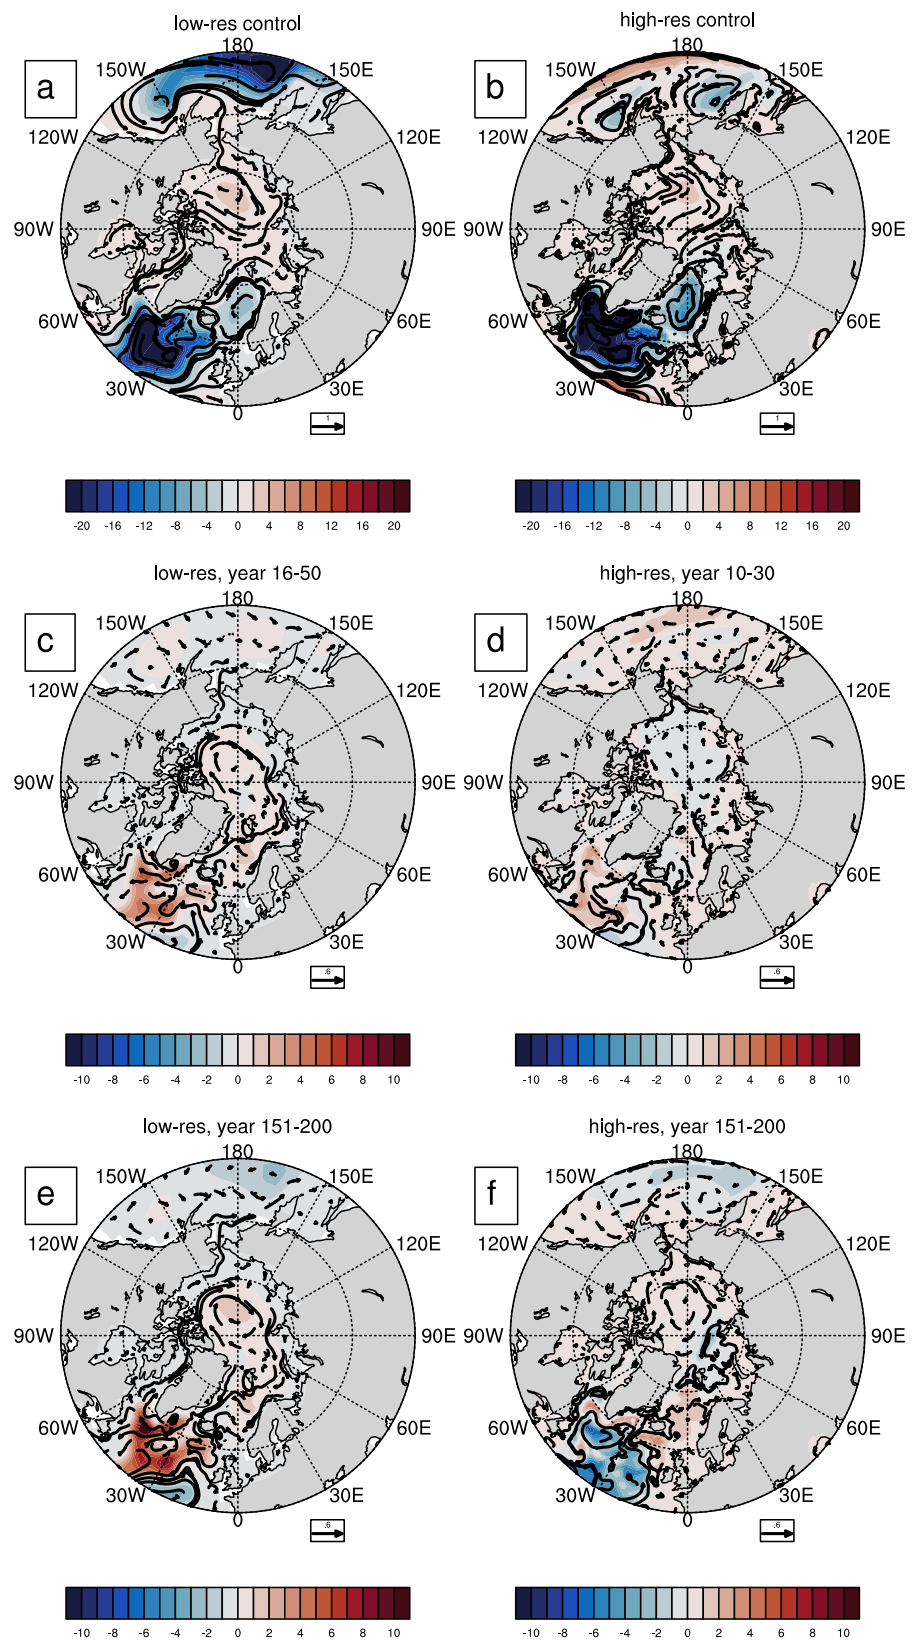 low-res control
high-res control
a
180
150W
150E
120W
120E
90W
90E
60W
60E
30W
30E
0
1
b
180
150W
150E
120W
120E
90W
90E
60W
60E
30W
30E
0
1
-20 -16 -12 -8 -4 0 4 8 12 16 20
-20 -16 -12 -8 -4 0 4 8 12 16 20
low-res, year 16-50
high-res, year 10-30
c
180
150W
150E
120W
120E
90W
90E
60W
60E
30W
30E
0
.6
d
180
150W
150E
120W
120E
90W
90E
60W
60E
30W
30E
0
.6
-10 -8 -6 -4 -2 0 2 4 6 8 10
-10 -8 -6 -4 -2 0 2 4 6 8 10
low-res, year 151-200
high-res, year 151-200
e
180
150W
150E
120W
120E
90W
90E
60W
60E
30W
30E
0
.6
f
180
150W
150E
120W
120E
90W
90E
60W
60E
30W
30E
0
.6
-10 -8 -6 -4 -2 0 2 4 6 8 10
-10 -8 -6 -4 -2 0 2 4 6 8 10